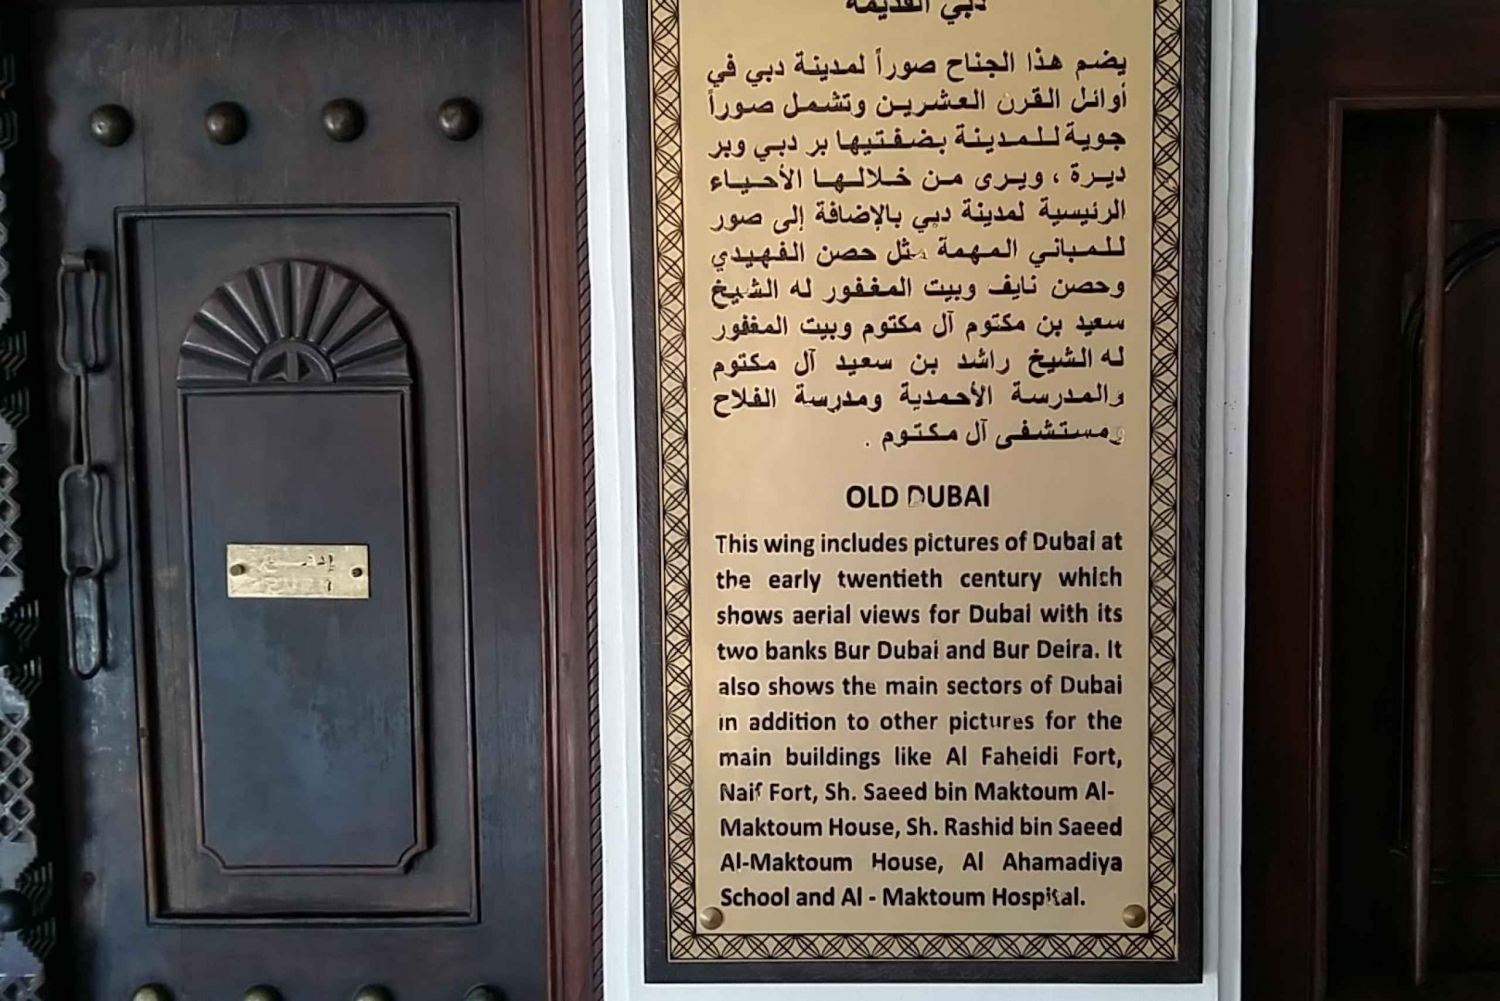 دبي القديمة
يضم هذا الجناح صوراً لمدينة دبي في
أوائل القرن العشرين وتشمل صوراً
جوية للمدينة بضفتيها بر دبي وبر
ديرة ، ويرى من خلالها الأحياء
الرئيسية لمدينة دبي بالإضافة إلى صور
للمباني المهمة مثل حصن الفهيدي
وحصن نايف وبيت المغفور له الشيخ
سعيد بن مكتوم آل مكتوم وبيت المغفور
له الشيخ راشد بن سعيد آل مكتوم
والمدرسة الأحمدية ومدرسة الفلاح
ومستشفى آل مكتوم .
OLD DUBAI
This wing includes pictures of Dubai at
the early twentieth century which
shows aerial views for Dubai with its
two banks Bur Dubai and Bur Deira. It
also shows the main sectors of Dubai
in addition to other pictures for the
main buildings like Al Faheidi Fort,
Naif Fort, Sh. Saeed bin Maktoum Al-
Maktoum House, Sh. Rashid bin Saeed
Al-Maktoum House, Al Ahamadiya
School and Al - Maktoum Hospital.